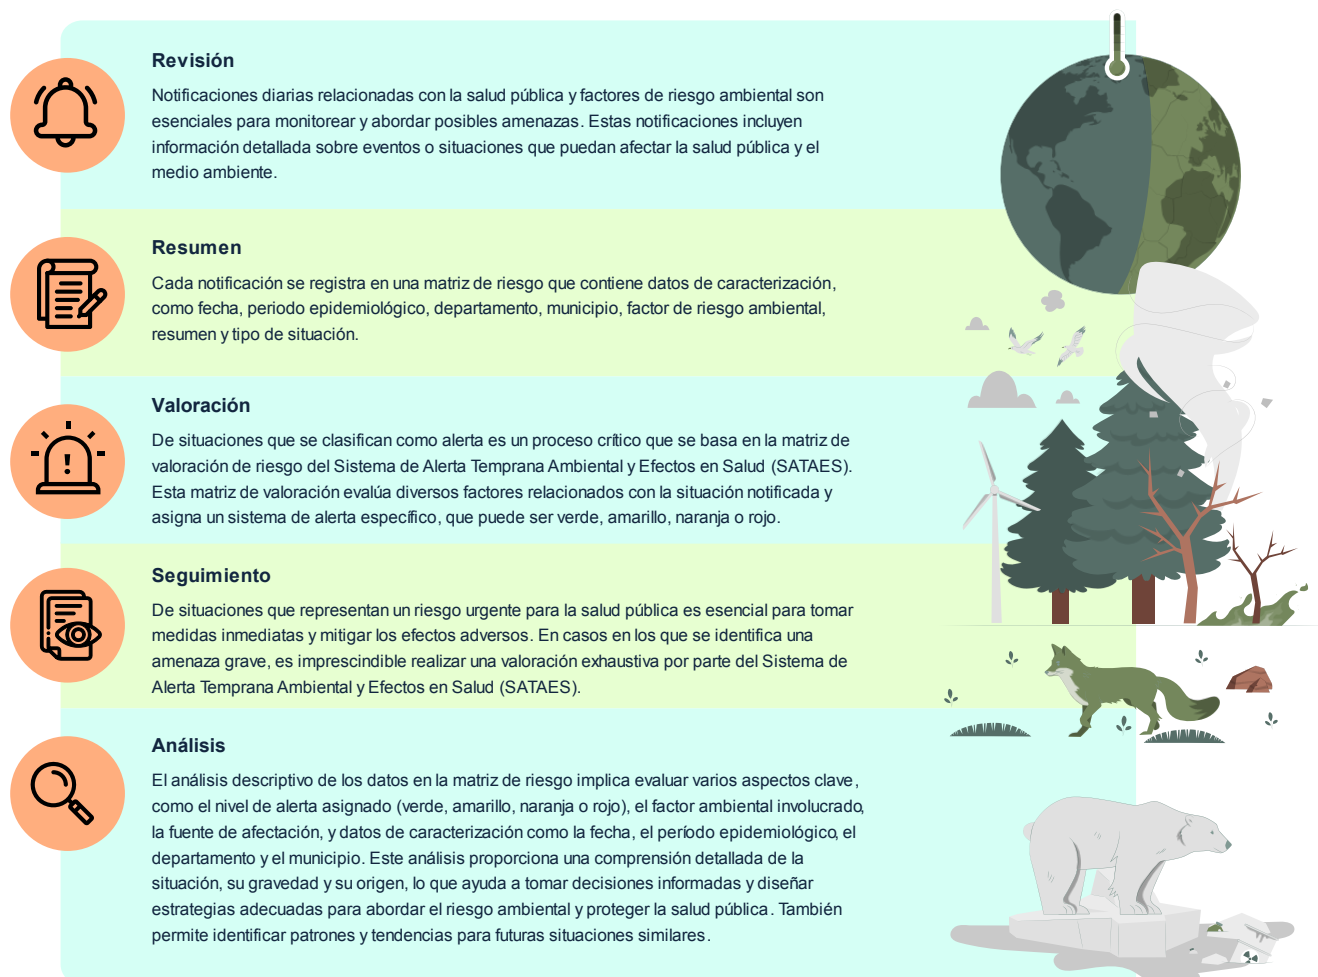 Revisión
Notificaciones diarias relacionadas con la salud pública y factores de riesgo ambiental son
esenciales para monitorear y abordar posibles amenazas. Estas notificaciones incluyen
información detallada sobre eventos o situaciones que puedan afectar la salud pública y el
medio ambiente.
Resumen
Cada notificación se registra en una matriz de riesgo que contiene datos de caracterización,
como fecha, periodo epidemiológico, departamento, municipio, factor de riesgo ambiental,
resumen y tipo de situación.
Valoración
De situaciones que se clasifican como alerta es un proceso crítico que se basa en la matriz de
valoración de riesgo del Sistema de Alerta Temprana Ambiental y Efectos en Salud (SATAES).
Esta matriz de valoración evalúa diversos factores relacionados con la situación notificada y
asigna un sistema de alerta específico, que puede ser verde, amarillo, naranja o rojo.
Seguimiento
De situaciones que representan un riesgo urgente para la salud pública es esencial para tomar
medidas inmediatas y mitigar los efectos adversos. En casos en los que se identifica una
amenaza grave, es imprescindible realizar una valoración exhaustiva por parte del Sistema de
Alerta Temprana Ambiental y Efectos en Salud (SATAES).
Análisis
El análisis descriptivo de los datos en la matriz de riesgo implica evaluar varios aspectos clave,
como el nivel de alerta asignado (verde, amarillo, naranja o rojo), el factor ambiental involucrado,
la fuente de afectación, y datos de caracterización como la fecha, el período epidemiológico, el
departamento y el municipio. Este análisis proporciona una comprensión detallada de la
situación, su gravedad y su origen, lo que ayuda a tomar decisiones informadas y diseñar
estrategias adecuadas para abordar el riesgo ambiental y proteger la salud pública. También
permite identificar patrones y tendencias para futuras situaciones similares.